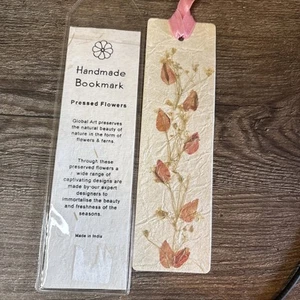 Handmade
Bookmark
Pressed Flowers
Global Art preserves
the natural beauty of
nature in the form of
flowers & ferns.
Through these
preserved flowers a
wide range of
captivating designs are
made by our expert
designers to
immortalise the beauty
and freshness of the
seasons.
Made in India